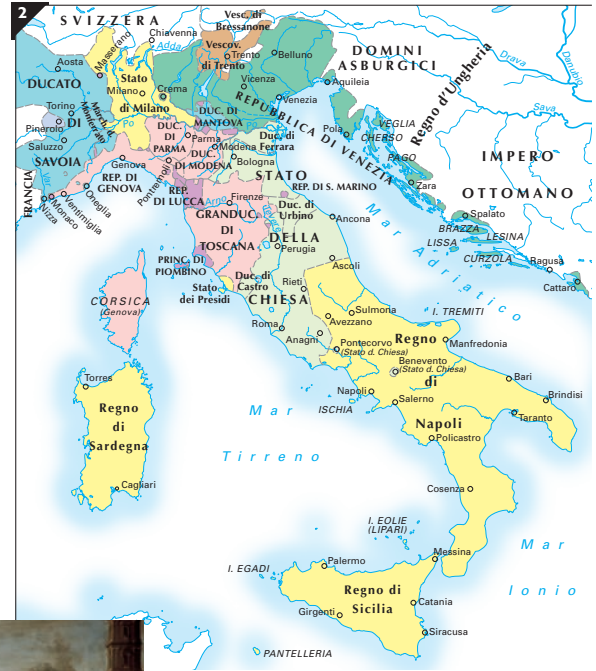 2
SVIZZERA
Chiavenna
Vesc. di
Bressanone
Adda
Masserano
Vescov.
di Trento
Trento
Belluno
DOMINI
ASBURGICI
Drava
Danubio
Aosta
DUCATO
Stato
Milano
di Milano
Crema
Vicenza
Aquileia
Regno d'Ungheria
Sava
Torino
DI
Pinerolo
March. di
Monferrato
Po
DUC. DI
MANTOVA
REPUBBLICA DI VENEZIA
Venezia
Pola
VEGLIA
CHERSO
Saluzzo
SAVOIA
DUC.
DI
PARMA
Parma
DUC.
DI MODENA
Modena
Duc. di
Ferrara
Bologna
PAGO
Zara
IMPERO
OTTOMANO
FRANCIA
Var
Genova
REP. DI
GENOVA
Pontremoli
STATO
REP. DI S. MARINO
Nizza
Monaco
Ventimiglia
Oneglia
REP.
DI LUCCA
Arno
Firenze
GRANDUC.
DI
TOSCANA
Tevere
Duc. di
Urbino
Ancona
Spalato
BRAZZA
LESINA
LISSA
CURZOLA
Ragusa
Cattaro
Mar Adriatico
DELLA
Perugia
PRINC. DI
PIOMBINO
Ascoli
Stato
dei Presidi
Duc. di
Castro
Rieti
CHIESA
CORSICA
(Genova)
Sulmona
Avezzano
I. TREMITI
Roma
Anagni
Regno
Manfredonia
Pontecorvo
(Stato d. Chiesa)
Benevento
(Stato d. Chiesa)
di
Torres
Napoli
Salerno
Bari
Brindisi
ISCHIA
Taranto
Regno
di
Sardegna
Mar
Tirreno
Napoli
Policastro
Cagliari
Cosenza
I. EOLIE
(LIPARI)
Mar
Ionio
Messina
I. EGADI
Palermo
Regno di
Sicilia
Catania
Girgenti
Siracusa
PANTELLERIA